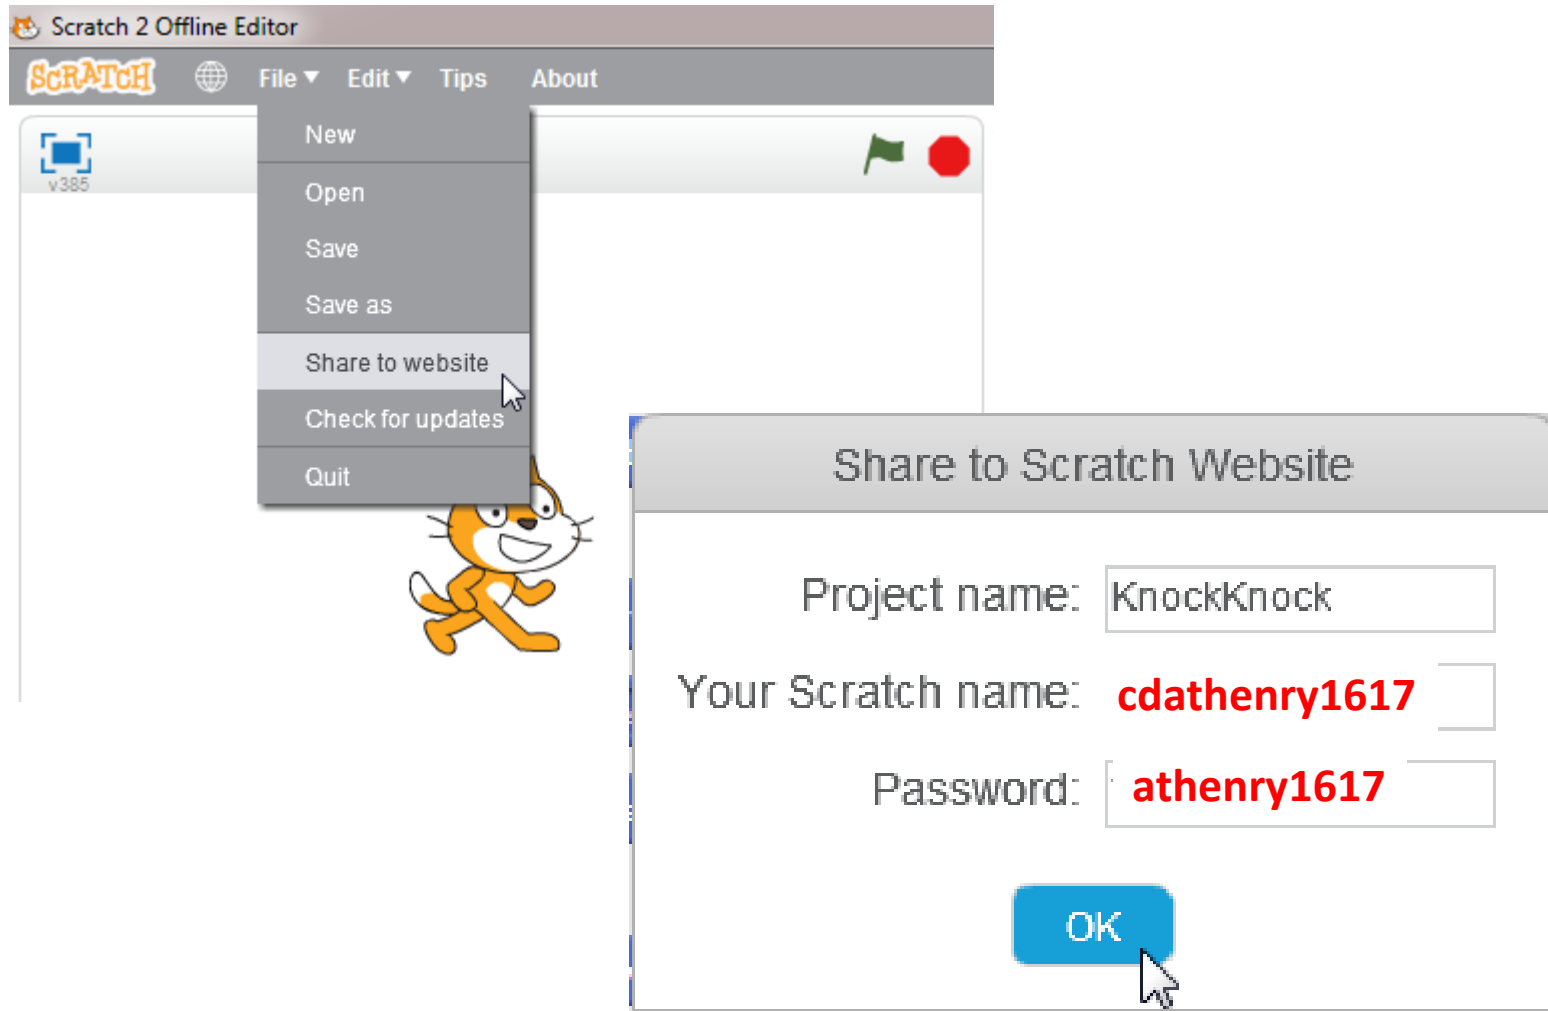 Scratch 2 Offline Editor
SCRATCH File Edit Tips About
v385
New
Open
Save
Save as
Share to website
Check for updates
Quit
Share to Scratch Website
Project name: KnockKnock
Your Scratch name: cdathenry1617
Password: athenry1617
OK